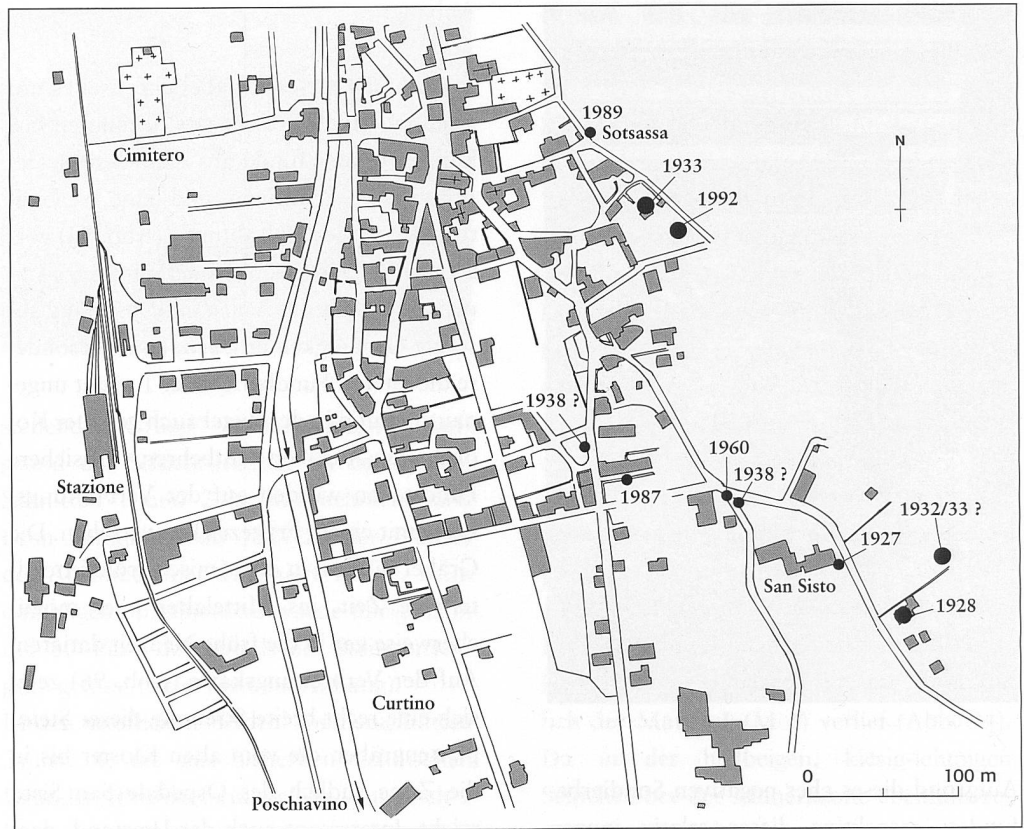 1989
Sotsassa
N
Cimitero
1933
1992
1938 ?
1960
1938 ?
Stazione
1987
1932/33 ?
1927
San Sisto
1928
Curtino
Poschiavino
0 100 m